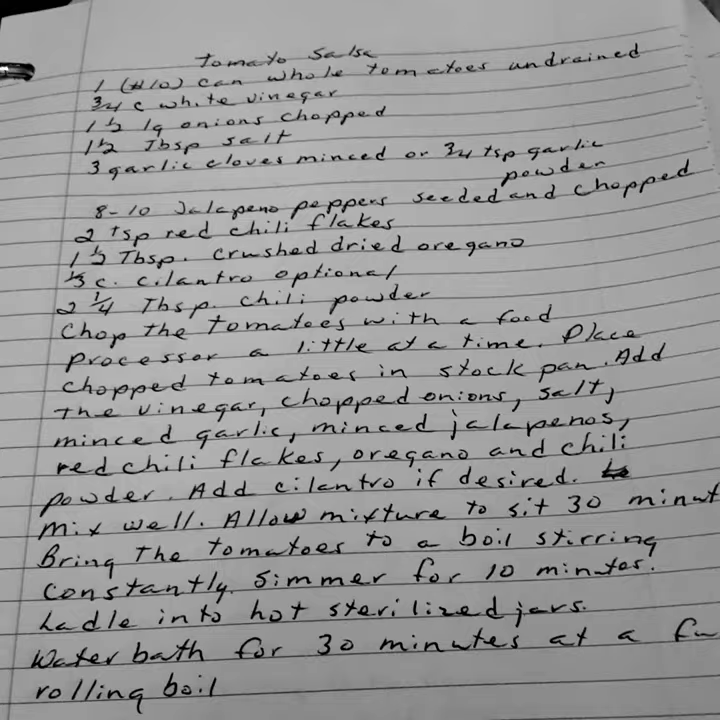 Tomato Salsa
1 (#10) can whole tomatoes undrained
3/4 c white vinegar
1 1/2 lg onions chopped
1 1/2 Tbsp salt
3 garlic cloves minced or 3/4 tsp garlic
powder
8-10 Jalapeno peppers seeded and chopped
2 tsp red chili flakes
1 1/2 Tbsp. crushed dried oregano
1/3 c. cilantro optional
2 1/4 Tbsp. chili powder
Chop the tomatoes with a food
processor a little at a time. Place
chopped tomatoes in stock pan. Add
the vinegar, chopped onions, salt,
minced garlic, minced jalapenos,
red chili flakes, oregano and chili
powder. Add cilantro if desired.
Mix well. Allow mixture to sit 30 minut
Bring the tomatoes to a boil stirring
constantly. Simmer for 10 minutes.
Ladle into hot sterilized jars.
Water bath for 30 minutes at a fu
rolling boil